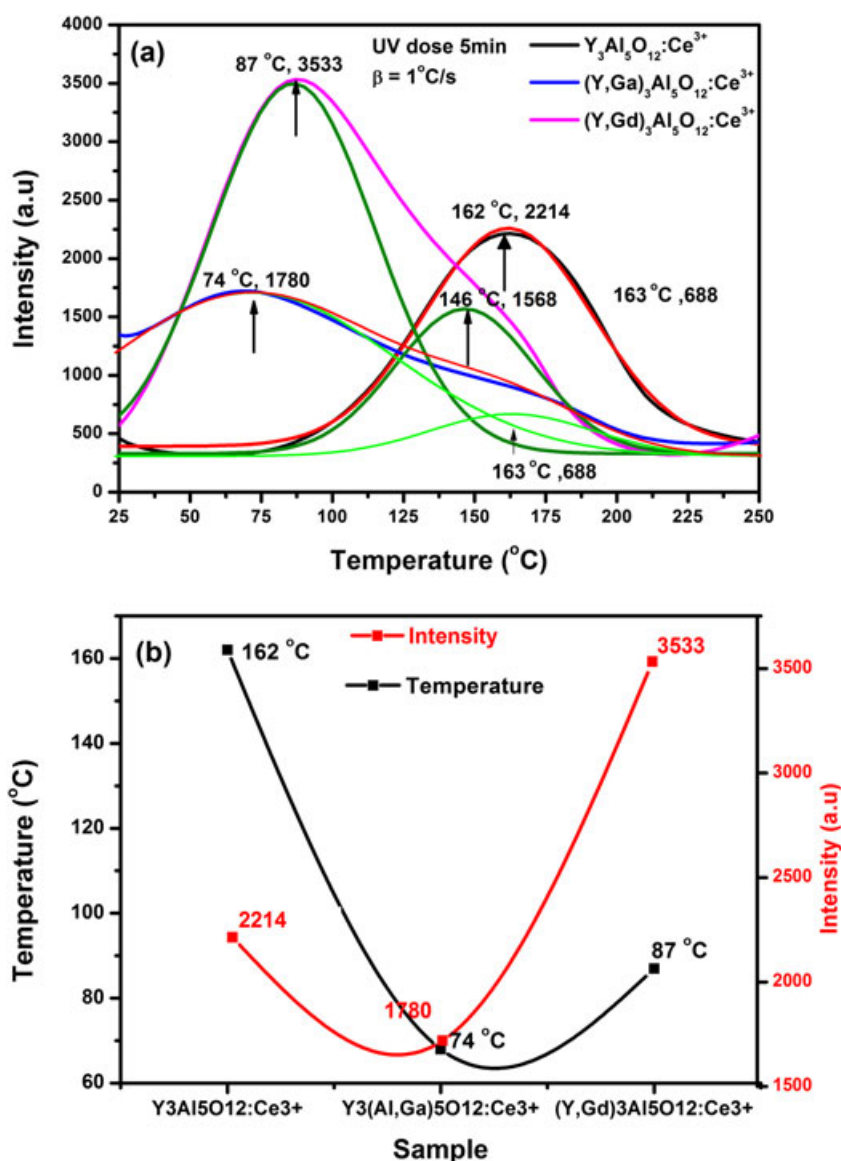 (a)
UV dose 5min
β = 1°C/s
Y₃Al₅O₁₂:Ce³⁺
(Y,Ga)₃Al₅O₁₂:Ce³⁺
(Y,Gd)₃Al₅O₁₂:Ce³⁺
87 °C, 3533
162 °C, 2214
74 °C, 1780
146 °C, 1568
163 °C ,688
163 °C ,688
4000
3500
3000
2500
2000
1500
1000
500
0
Intensity (a.u)
25 50 75 100 125 150 175 200 225 250
Temperature (°C)
(b)
Intensity
Temperature
162 °C
3533
2214
1780
74 °C
87 °C
160
140
120
100
80
60
Temperature (°C)
3500
3000
2500
2000
1500
Intensity (a.u)
Y3Al5O12:Ce3+ Y3(Al,Ga)5O12:Ce3+ (Y,Gd)3Al5O12:Ce3+
Sample